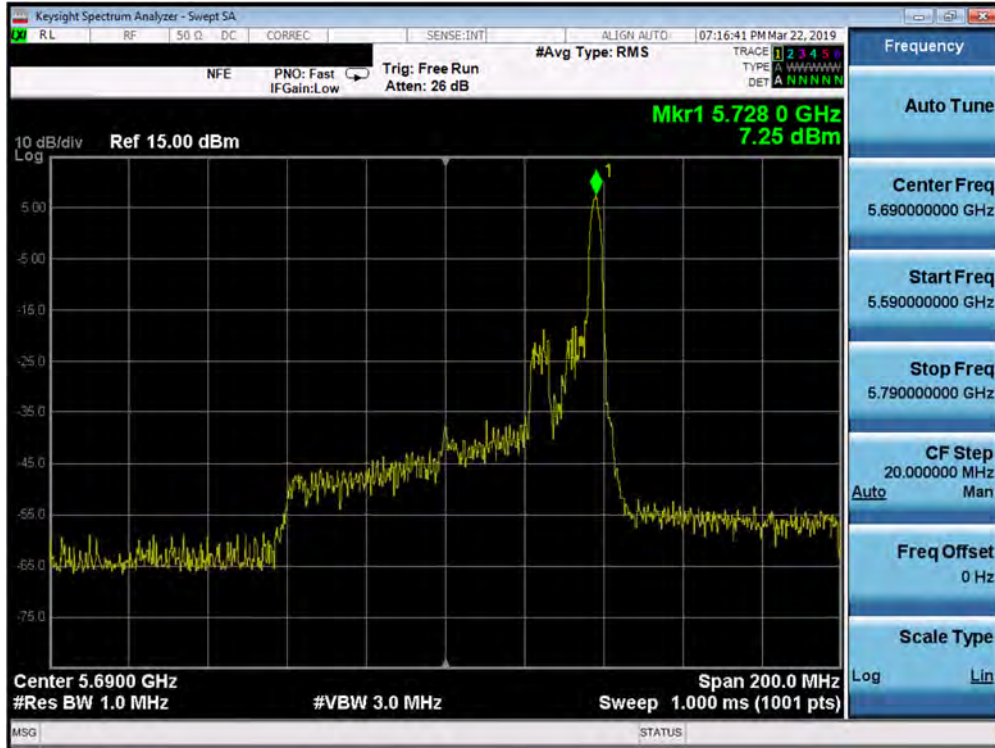 Keysight Spectrum Analyzer - Swept SA
LXI RL RF 50 Ω DC CORREC SENSE:INT ALIGN AUTO 07:16:41 PM Mar 22, 2019
NFE PNO: Fast Trig: Free Run #Avg Type: RMS TRACE 1 2 3 4 5 6
IFGain:Low Atten: 26 dB TYPE A WWWWW
DET A N N N N N
Mkr1 5.728 0 GHz
7.25 dBm
10 dB/div Ref 15.00 dBm
Log
1
5.00
-5.00
-15.0
-25.0
-35.0
-45.0
-55.0
-65.0
-75.0
Center 5.6900 GHz Span 200.0 MHz
#Res BW 1.0 MHz #VBW 3.0 MHz Sweep 1.000 ms (1001 pts)
MSG STATUS
Frequency
Auto Tune
Center Freq
5.690000000 GHz
Start Freq
5.590000000 GHz
Stop Freq
5.790000000 GHz
CF Step
20.000000 MHz
Auto Man
Freq Offset
0 Hz
Scale Type
Log Lin